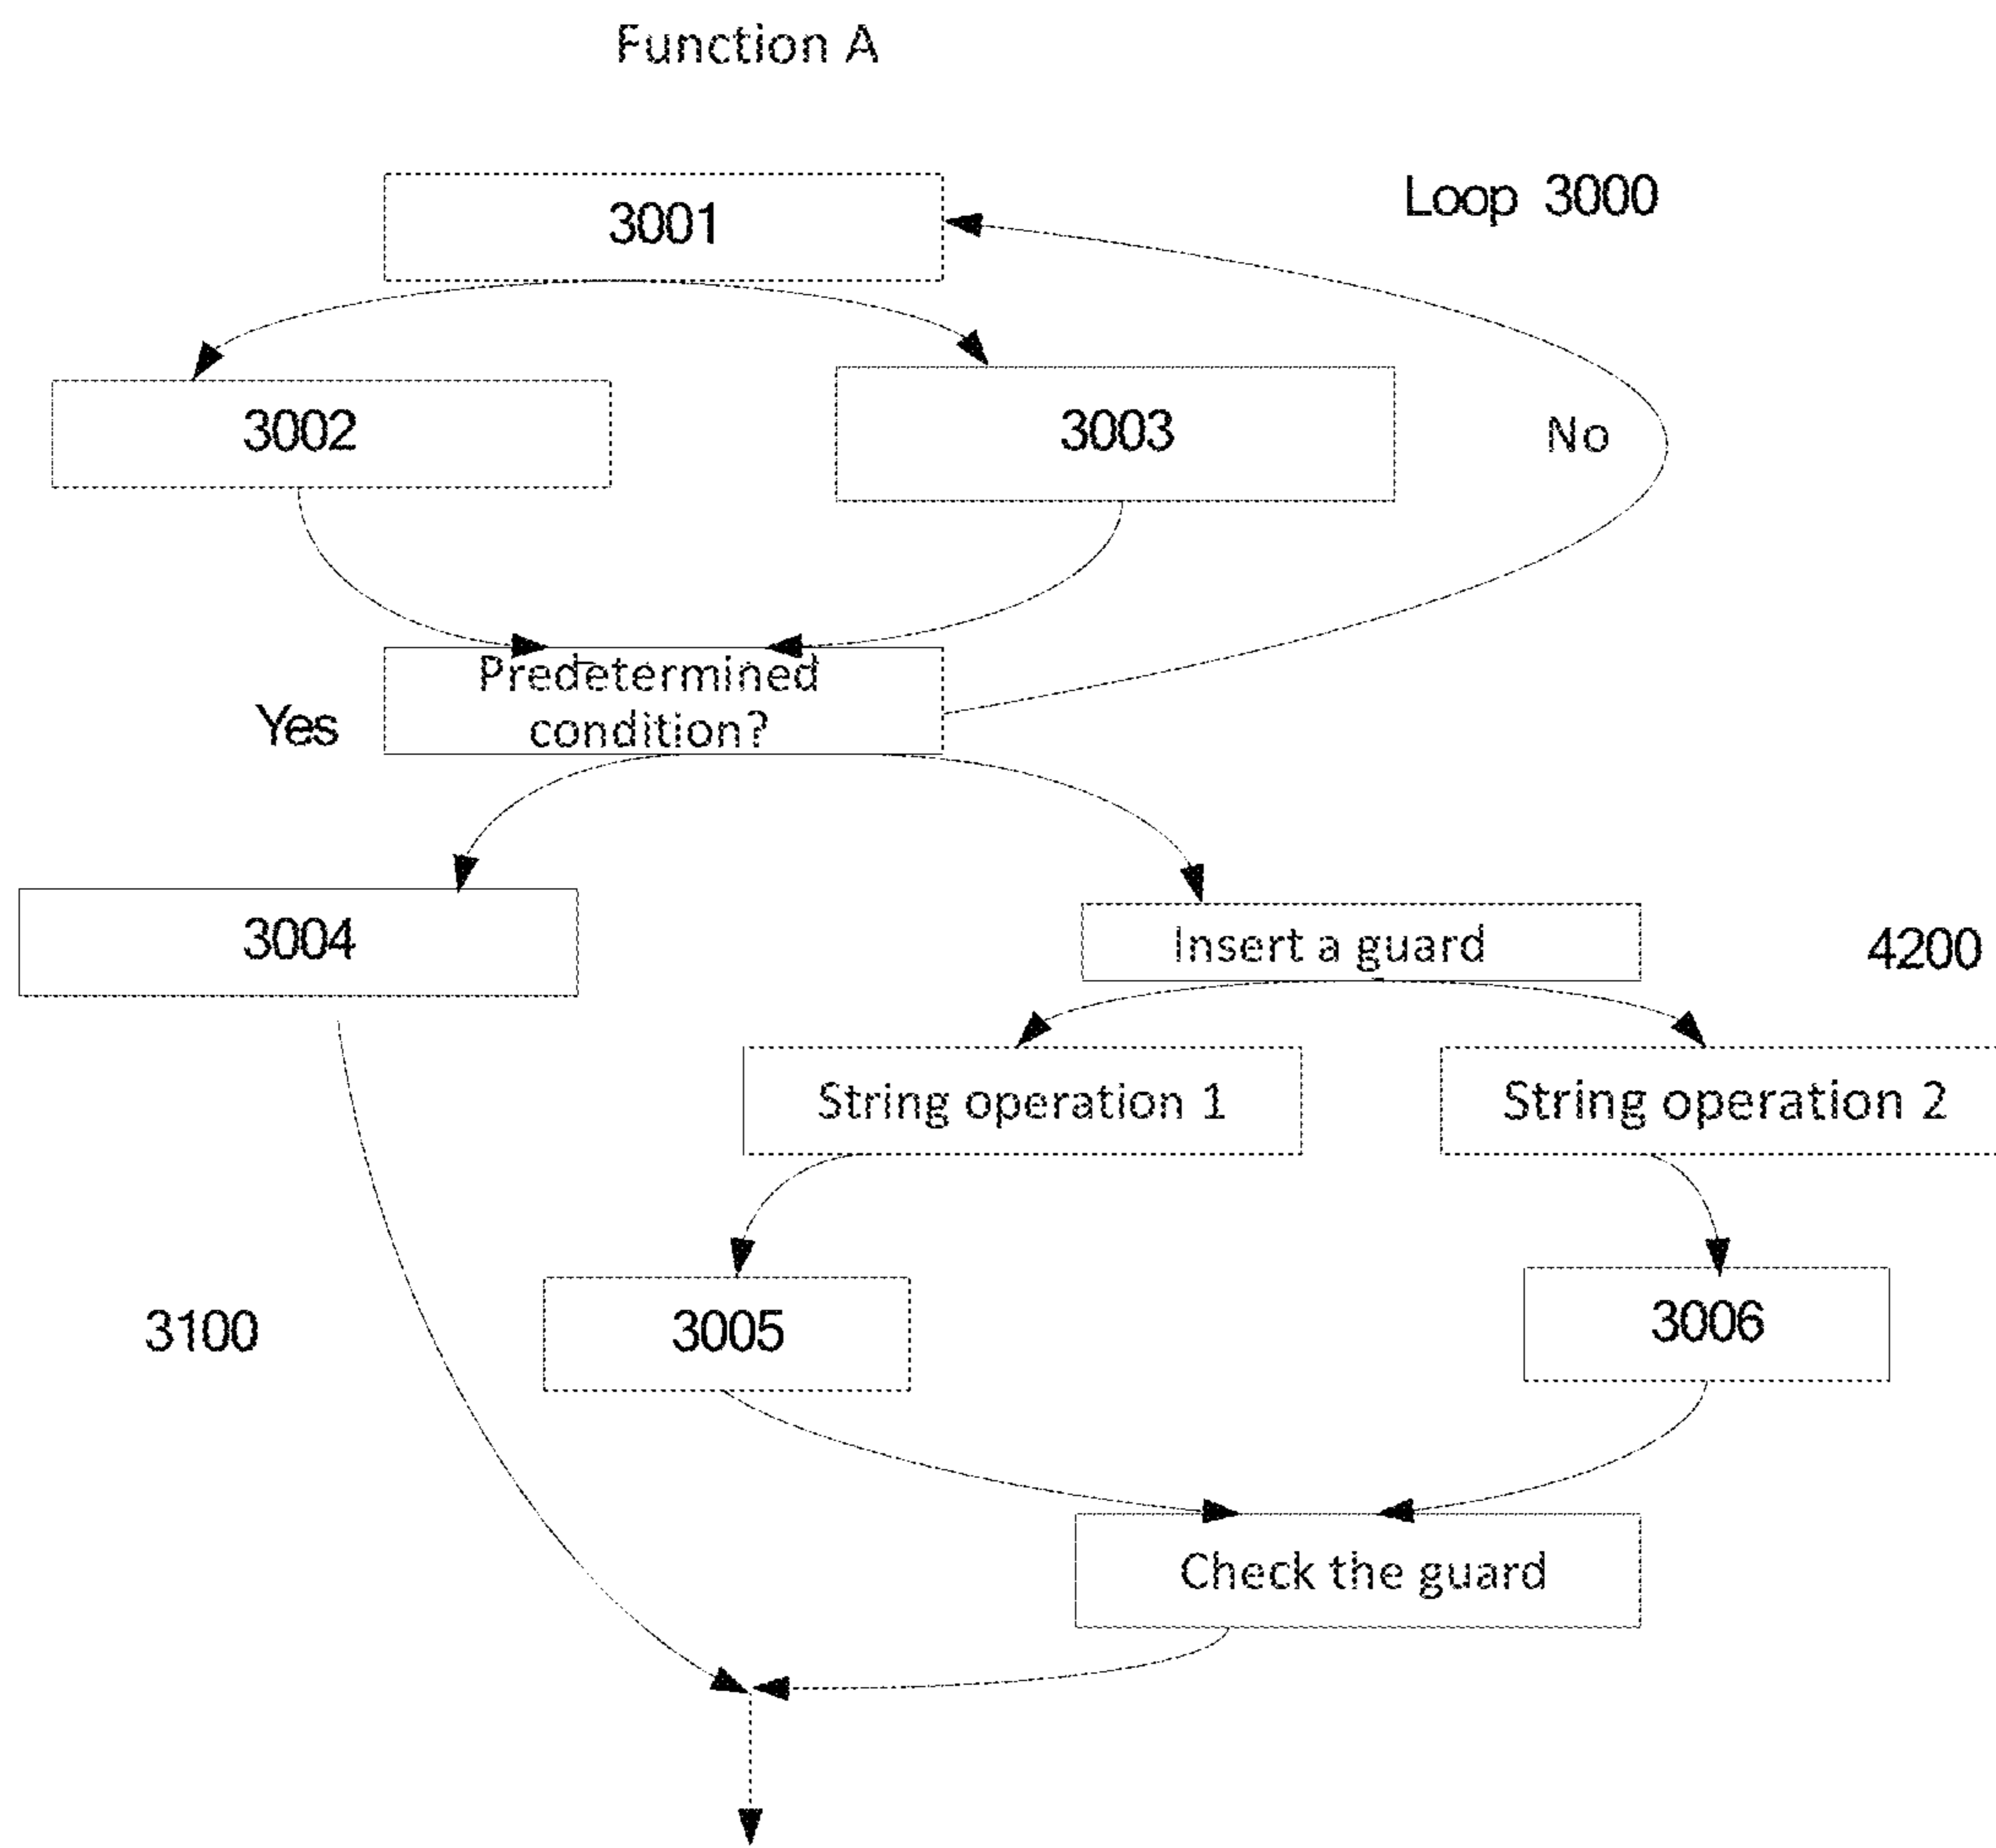 Function A
Loop 3000
3001
3002
3003
No
Predetermined
condition?
Yes
3004
Insert a guard
4200
String operation 1
String operation 2
3100
3005
3006
Check the guard